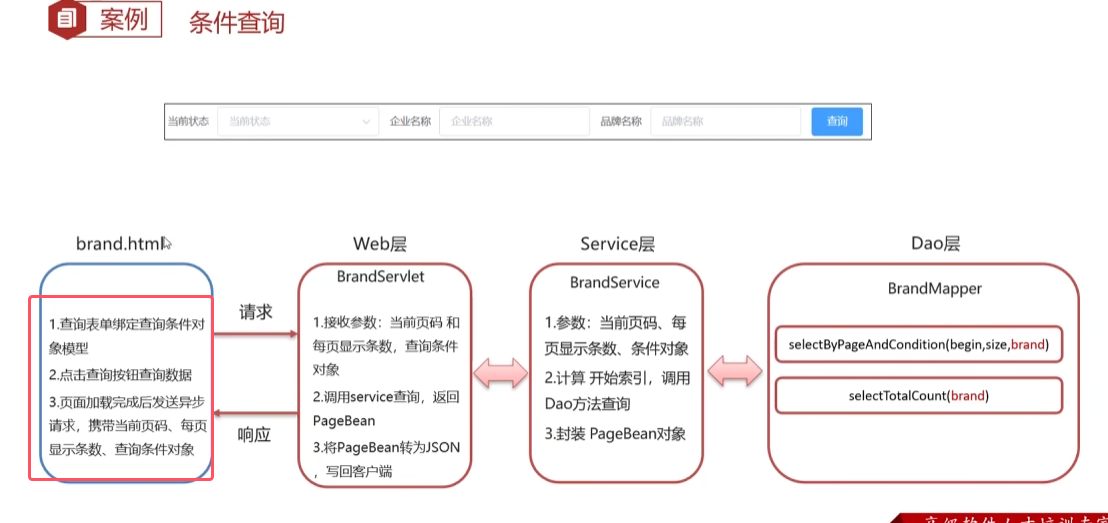 案例 条件查询
当前状态 当前状态 企业名称 企业名称 品牌名称 品牌名称 查询
brand.html
1.查询表单绑定查询条件对
象模型
2.点击查询按钮查询数据
3.页面加载完成后发送异步
请求，携带当前页码、每页
显示条数、查询条件对象
请求
响应
Web层
BrandServlet
1.接收参数：当前页码 和
每页显示条数，查询条件
对象
2.调用service查询，返回
PageBean
3.将PageBean转为JSON
，写回客户端
Service层
BrandService
1.参数：当前页码、每
页显示条数、条件对象
2.计算 开始索引，调用
Dao方法查询
3.封装 PageBean对象
Dao层
BrandMapper
selectByPageAndCondition(begin,size,brand)
selectTotalCount(brand)